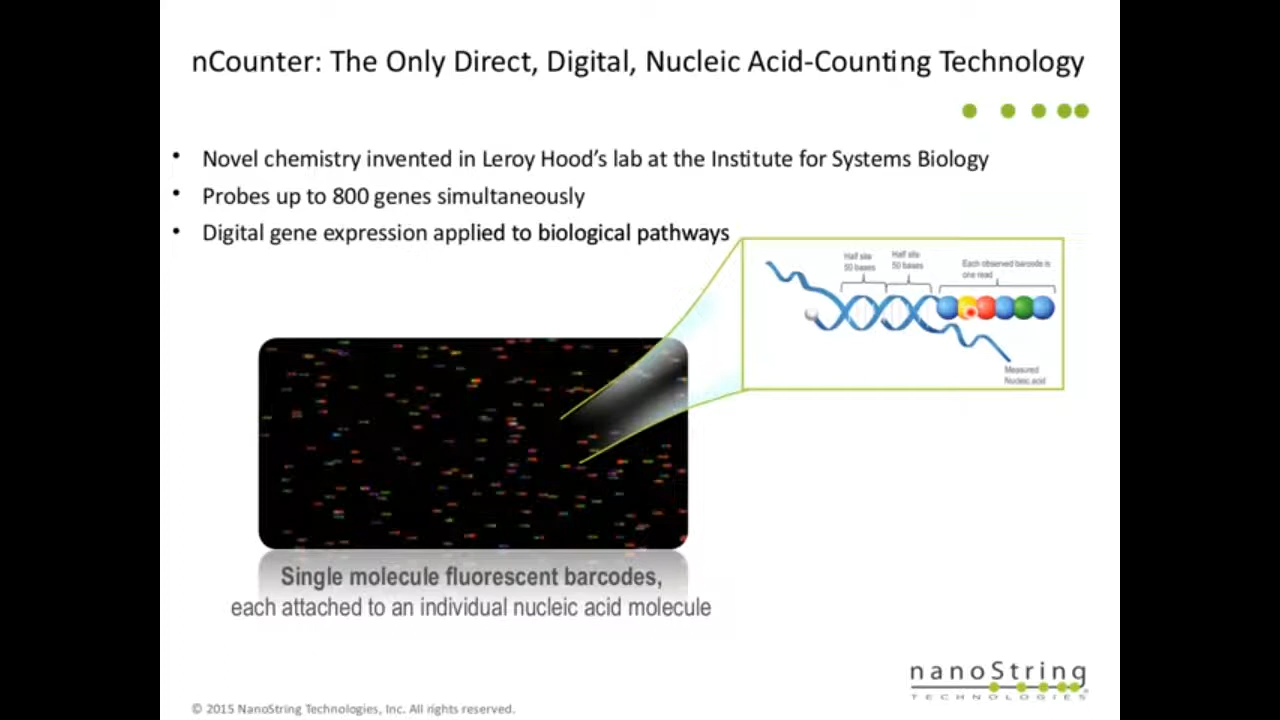 nCounter: The Only Direct, Digital, Nucleic Acid-Counting Technology
• Novel chemistry invented in Leroy Hood’s lab at the Institute for Systems Biology
• Probes up to 800 genes simultaneously
• Digital gene expression applied to biological pathways
Half site
50 bases
Half site
50 bases
Each observed barcode is
one read
Measured
Nucleic acid
Single molecule fluorescent barcodes,
each attached to an individual nucleic acid molecule
nanoString
TECHNOLOGIES®
© 2015 NanoString Technologies, Inc. All rights reserved.